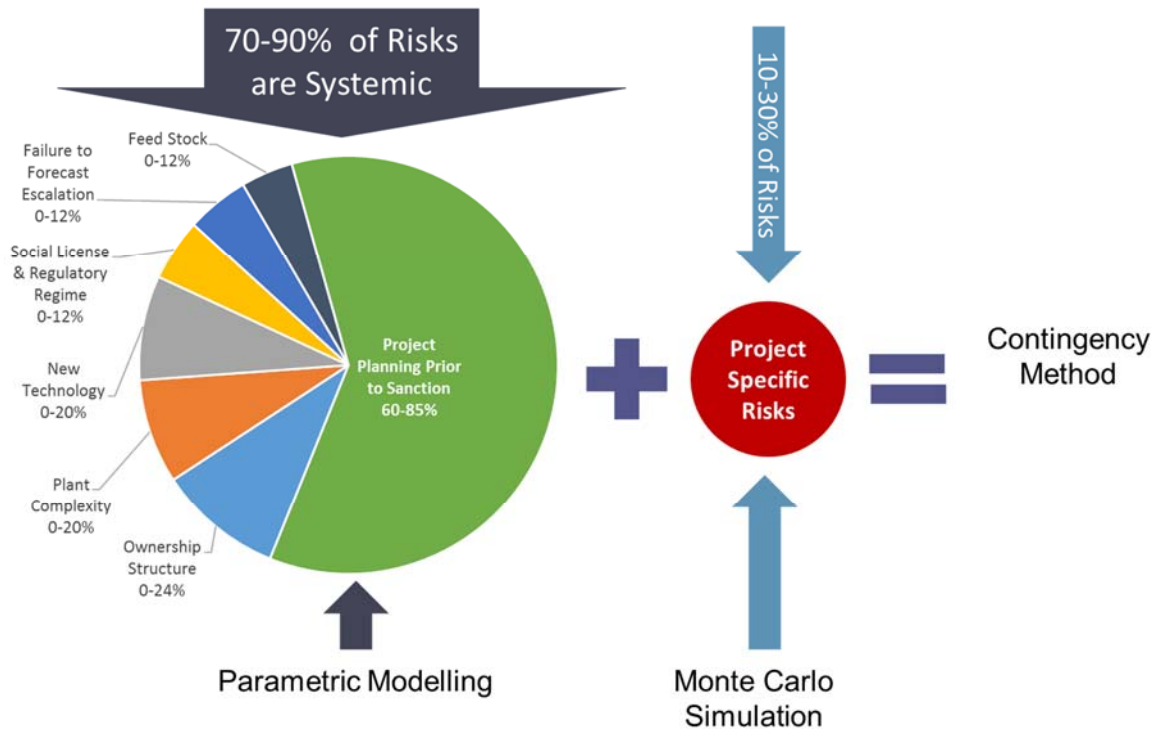 70-90% of Risks
are Systemic
10-30% of Risks
Feed Stock
0-12%
Failure to
Forecast
Escalation
0-12%
Social License
& Regulatory
Regime
0-12%
New
Technology
0-20%
Plant
Complexity
0-20%
Ownership
Structure
0-24%
Project
Planning Prior
to Sanction
60-85%
Project
Specific
Risks
Contingency
Method
Parametric Modelling
Monte Carlo
Simulation